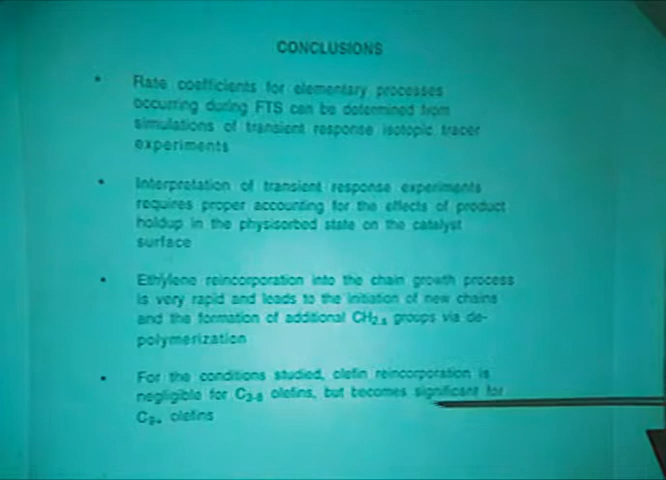 CONCLUSIONS
• Rate coefficients for elementary processes
occurring during FTS can be determined from
simulations of transient response isotopic tracer
experiments
• Interpretation of transient response experiments
requires proper accounting for the effects of product
holdup in the physisorbed state on the catalyst
surface
• Ethylene reincorporation into the chain growth process
is very rapid and leads to the initiation of new chains
and the formation of additional CH₂,ₛ groups via de-
polymerization
• For the conditions studied, olefin reincorporation is
negligible for C₃₋₈ olefins, but becomes significant for
C₉₊ olefins